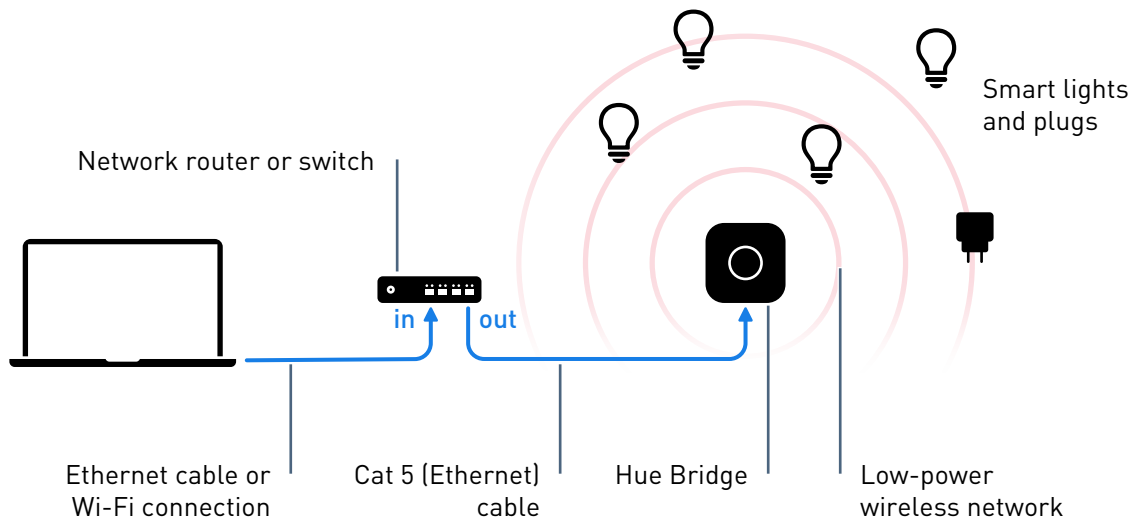 Smart lights
and plugs
Network router or switch
in
out
Ethernet cable or
Wi-Fi connection
Cat 5 (Ethernet)
cable
Hue Bridge
Low-power
wireless network